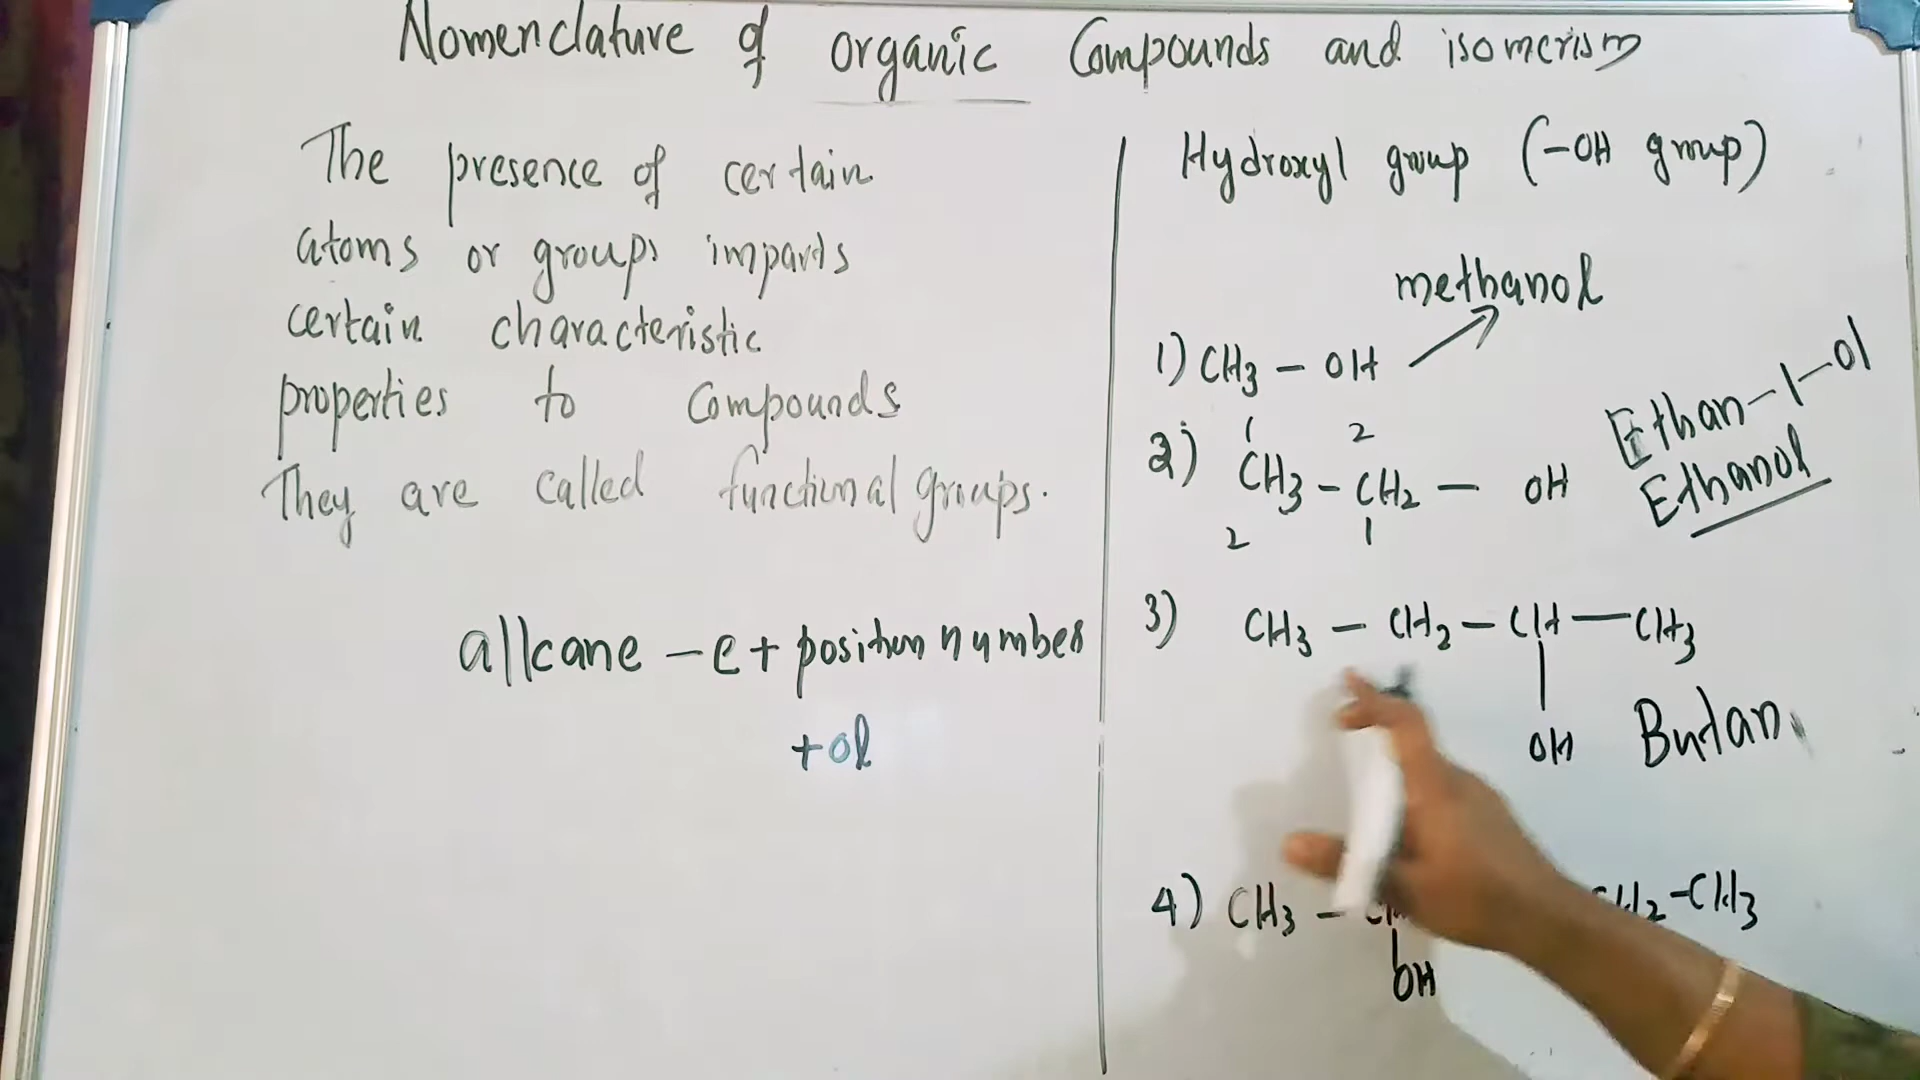 Nomenclature of organic Compounds and isomerism
The presence of certain
atoms or groups imparts
certain characteristic
properties to Compounds
They are called functional groups.
alkane - e + position number
+ol
Hydroxyl group (-OH group)
methanol
1) CH3 - OH
Ethan-1-ol
Ethanol
1 2
2) CH3 - CH2 - OH
2 1
3) CH3 - CH2 - CH - CH3
OH Butan
4) CH3 - CH2-CH3
OH